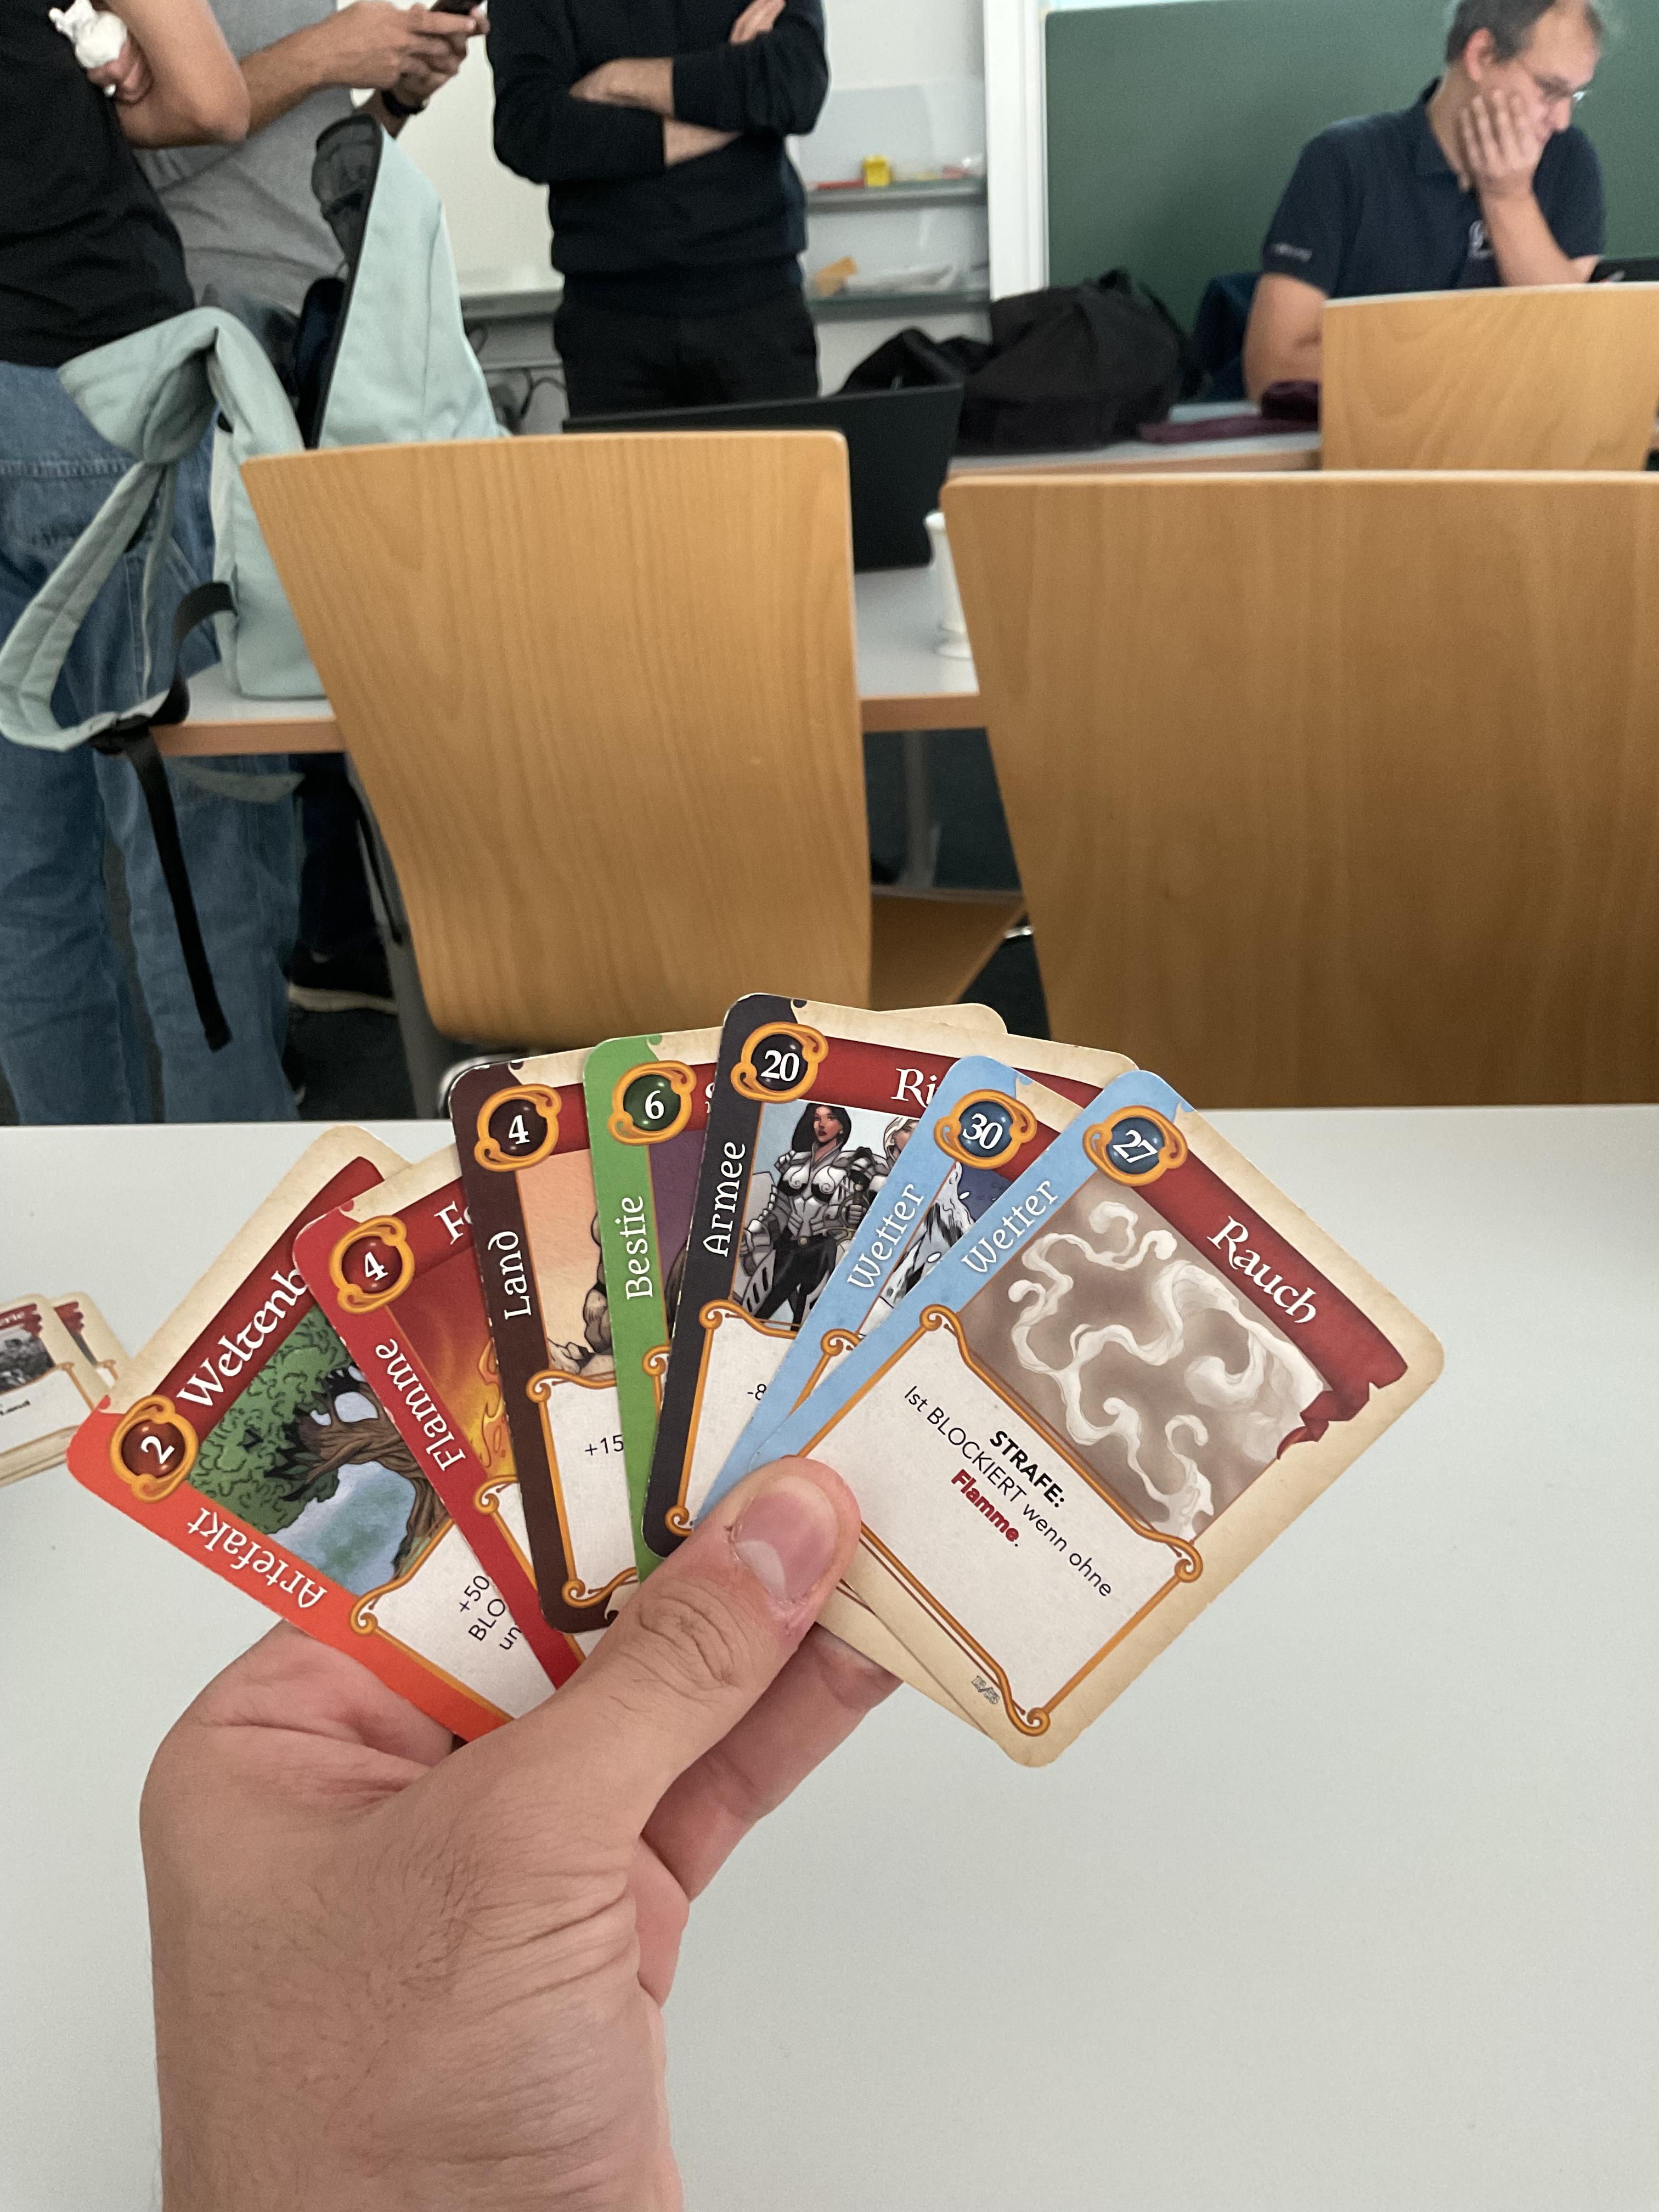 2
Weltenb
Artefakt
+50
BLO
un
4
F
Flamme
4
Land
+15
6
Bestie
20
Ri
Armee
-8
30
Wetter
27
Rauch
Wetter
STRAFE:
Ist BLOCKIERT wenn ohne
Flamme.
Land